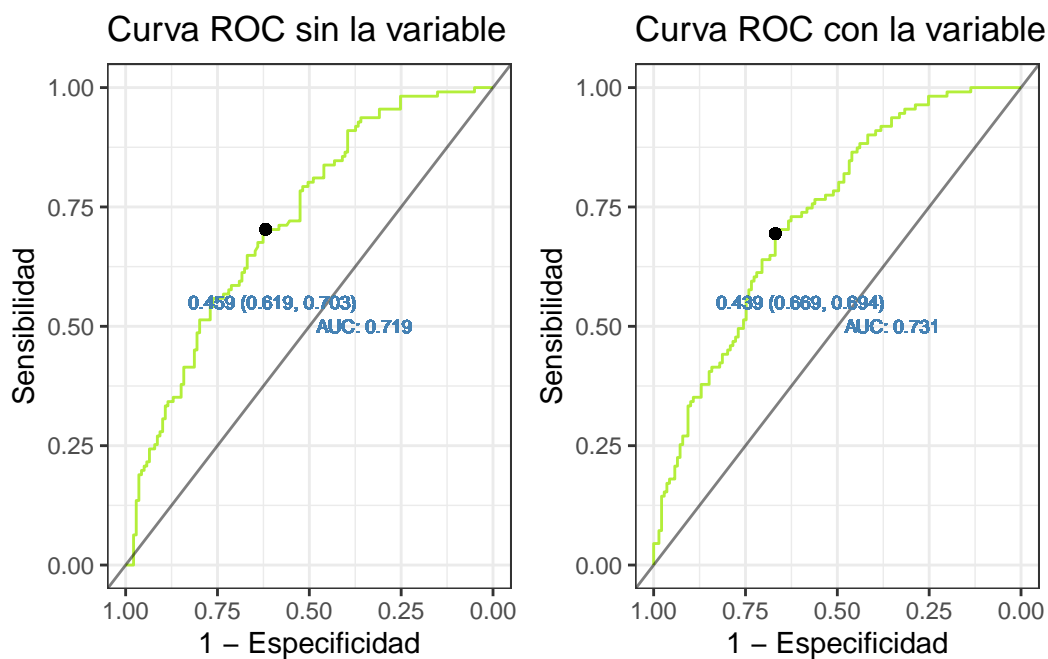 Curva ROC sin la variable
1.00
0.75
0.50
0.25
0.00
Sensibilidad
0.459 (0.619, 0.703)
AUC: 0.719
1.00 0.75 0.50 0.25 0.00
1 − Especificidad
Curva ROC con la variable
1.00
0.75
0.50
0.25
0.00
Sensibilidad
0.439 (0.669, 0.694)
AUC: 0.731
1.00 0.75 0.50 0.25 0.00
1 − Especificidad